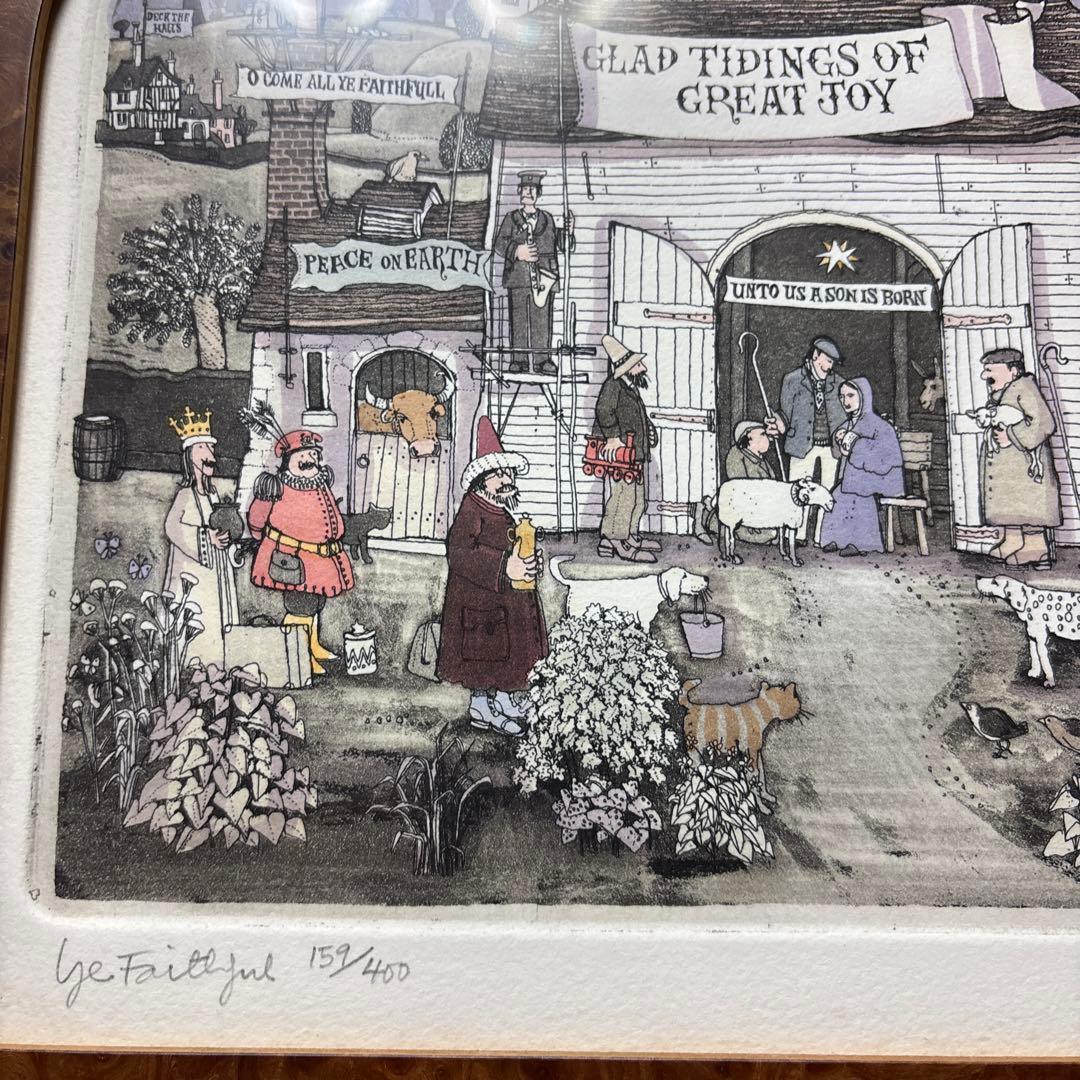 DECK THE
HALLS
O COME ALL YE FAITHFULL
GLAD TIDINGS OF
GREAT JOY
PEACE ON EARTH
UNTO US A SON IS BORN
Ye Faithful 159/400